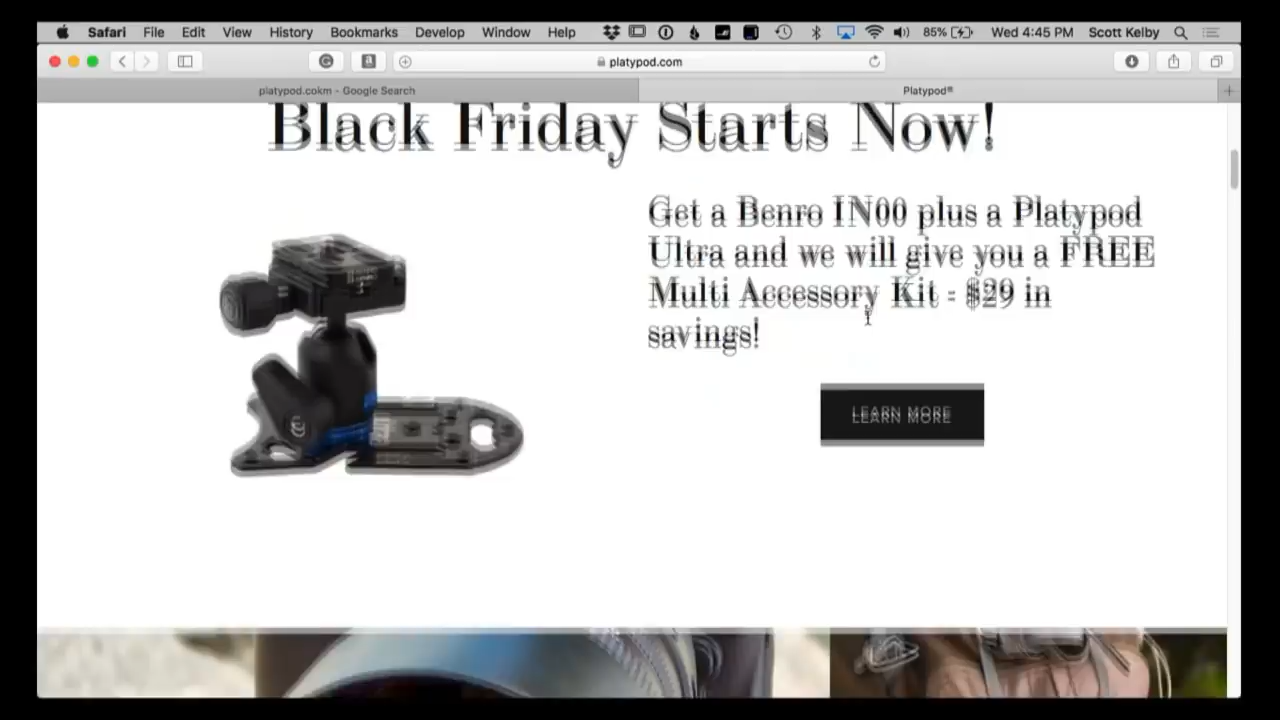 Safari File Edit View History Bookmarks Develop Window Help 85% Wed 4:45 PM Scott Kelby
platypod.com
platypod.cokm - Google Search Platypod®
Black Friday Starts Now!
Get a Benro IN00 plus a Platypod
Ultra and we will give you a FREE
Multi Accessory Kit = $29 in
savings!
LEARN MORE